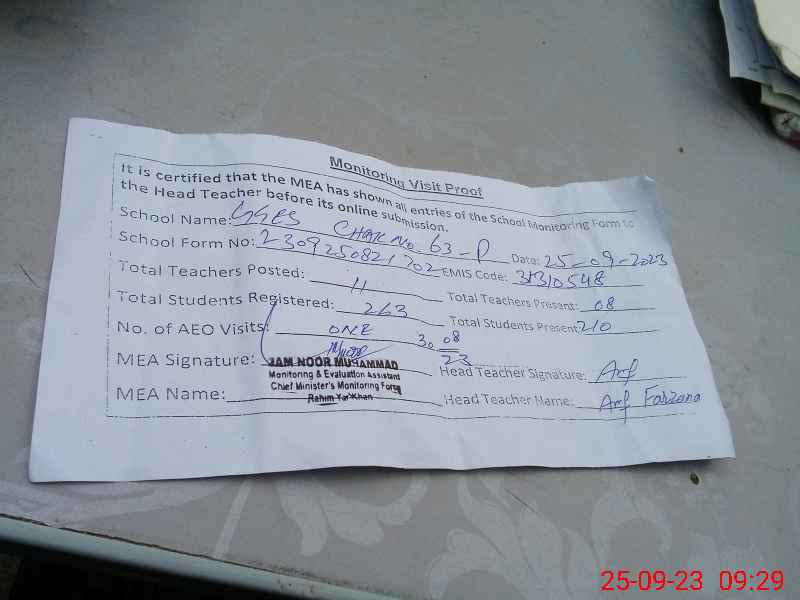 Monitoring Visit Proof
It is certified that the MEA has shown all entries of the School Monitoring Form to
the Head Teacher before its online submission.
School Name: GGES CHAK No. 63-P Date: 25-09-2023
School Form No: 2309250821202 EMIS Code: 31310548
Total Teachers Posted: 11 Total Teachers Present: 08
Total Students Registered: 263 Total Students Present: 210
No. of AEO Visits: ONE 30 08 23
MEA Signature: Head Teacher Signature:
JAM NOOR MUHAMMAD
Monitoring & Evaluation Assistant
Chief Minister's Monitoring Force
Rahim Yar Khan
MEA Name: Head Teacher Name: Farzana
25-09-23 09:29